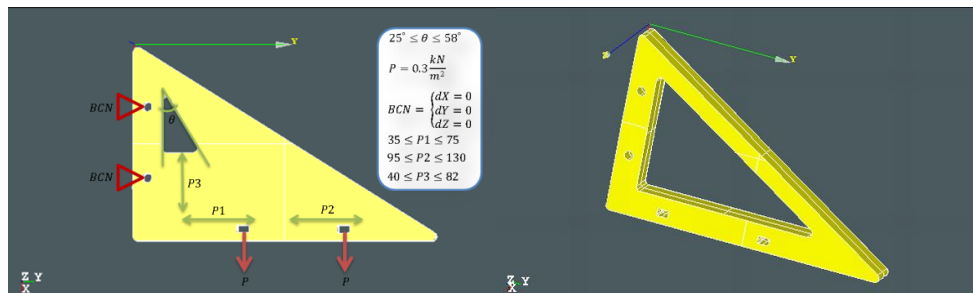 Y
25° ≤ θ ≤ 58°
P = 0.3 kN/m²
BCN = {dX = 0
dY = 0
dZ = 0
35 ≤ P1 ≤ 75
95 ≤ P2 ≤ 130
40 ≤ P3 ≤ 82
BCN
θ
BCN
P3
P1
P2
P
P
Z Y
X
Y
Z Y
X